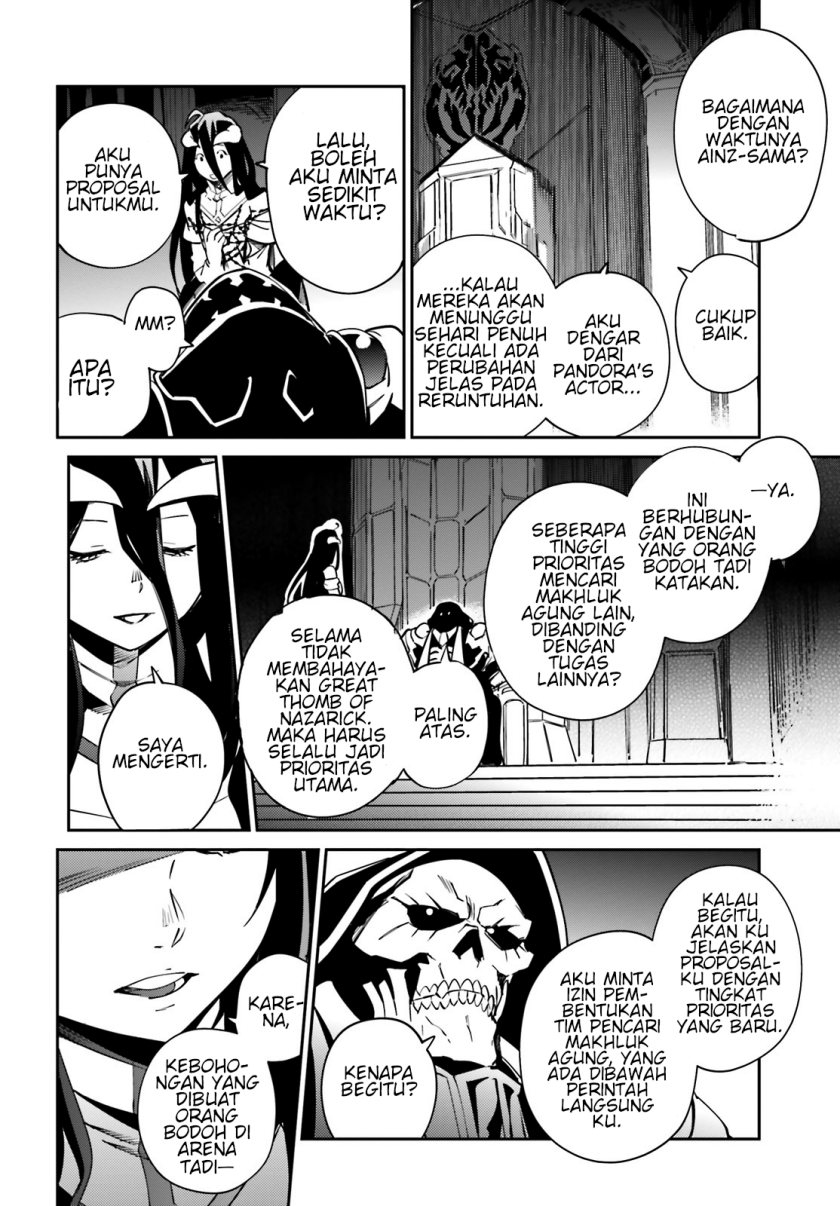 BAGAIMANA
DENGAN
WAKTUNYA
AINZ-SAMA?
CUKUP
BAIK.
AKU
DENGAR
DARI
PANDORA'S
ACTOR...
...KALAU
MEREKA AKAN
MENUNGGU
SEHARI PENUH
KECUALI ADA
PERUBAHAN
JELAS PADA
RERUNTUHAN.
LALU,
BOLEH
AKU MINTA
SEDIKIT
WAKTU?
AKU
PUNYA
PROPOSAL
UNTUKMU.
MM?
APA
ITU?
—YA.
INI
BERHUBUN-
GAN DENGAN
YANG ORANG
BODOH TADI
KATAKAN.
SEBERAPA
TINGGI
PRIORITAS
MENCARI
MAKHLUK
AGUNG LAIN,
DIBANDING
DENGAN
TUGAS
LAINNYA?
PALING
ATAS.
SELAMA
TIDAK
MEMBAHAYA-
KAN GREAT
THOMB OF
NAZARICK.
MAKA HARUS
SELALU JADI
PRIORITAS
UTAMA.
SAYA
MENGERTI.
KALAU
BEGITU,
AKAN KU
JELASKAN
PROPOSAL-
KU DENGAN
TINGKAT
PRIORITAS
YANG BARU.
AKU MINTA
IZIN PEM-
BENTUKAN
TIM PENCARI
MAKHLUK
AGUNG, YANG
ADA DIBAWAH
PERINTAH
LANGSUNG
KU.
KENAPA
BEGITU?
KARE-
NA,
KEBOHO-
NGAN YANG
DIBUAT
ORANG
BODOH DI
ARENA
TADI—